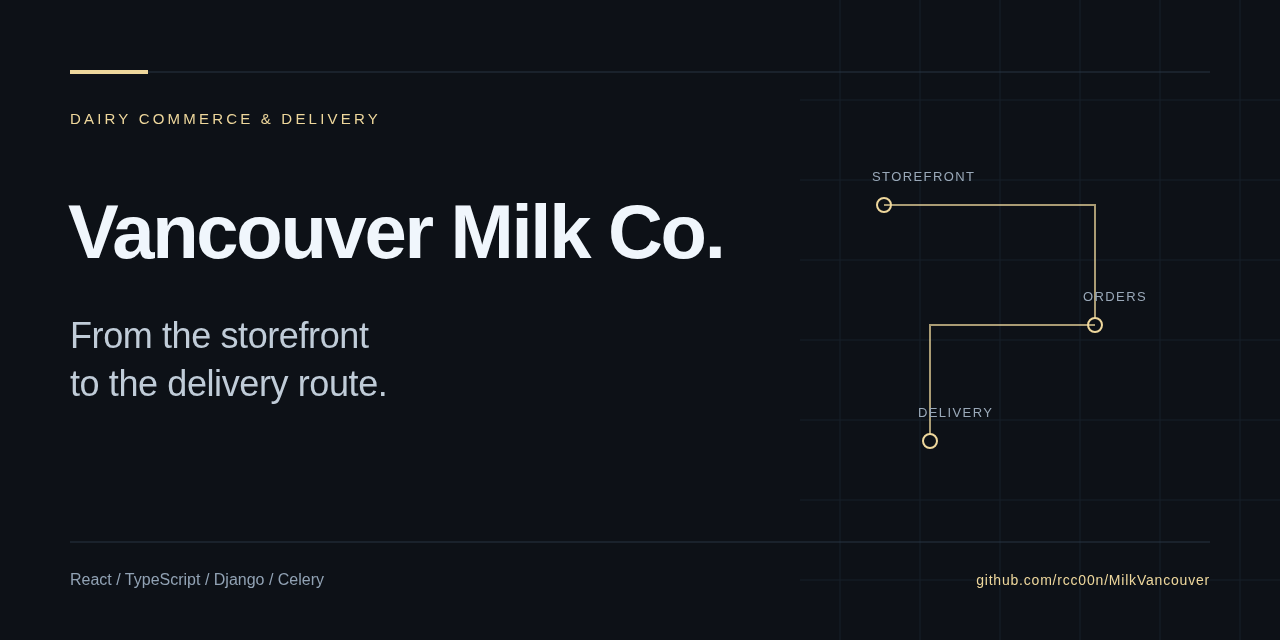 DAIRY COMMERCE & DELIVERY
Vancouver Milk Co.
From the storefront
to the delivery route.
STOREFRONT
ORDERS
DELIVERY
React / TypeScript / Django / Celery
github.com/rcc00n/MilkVancouver